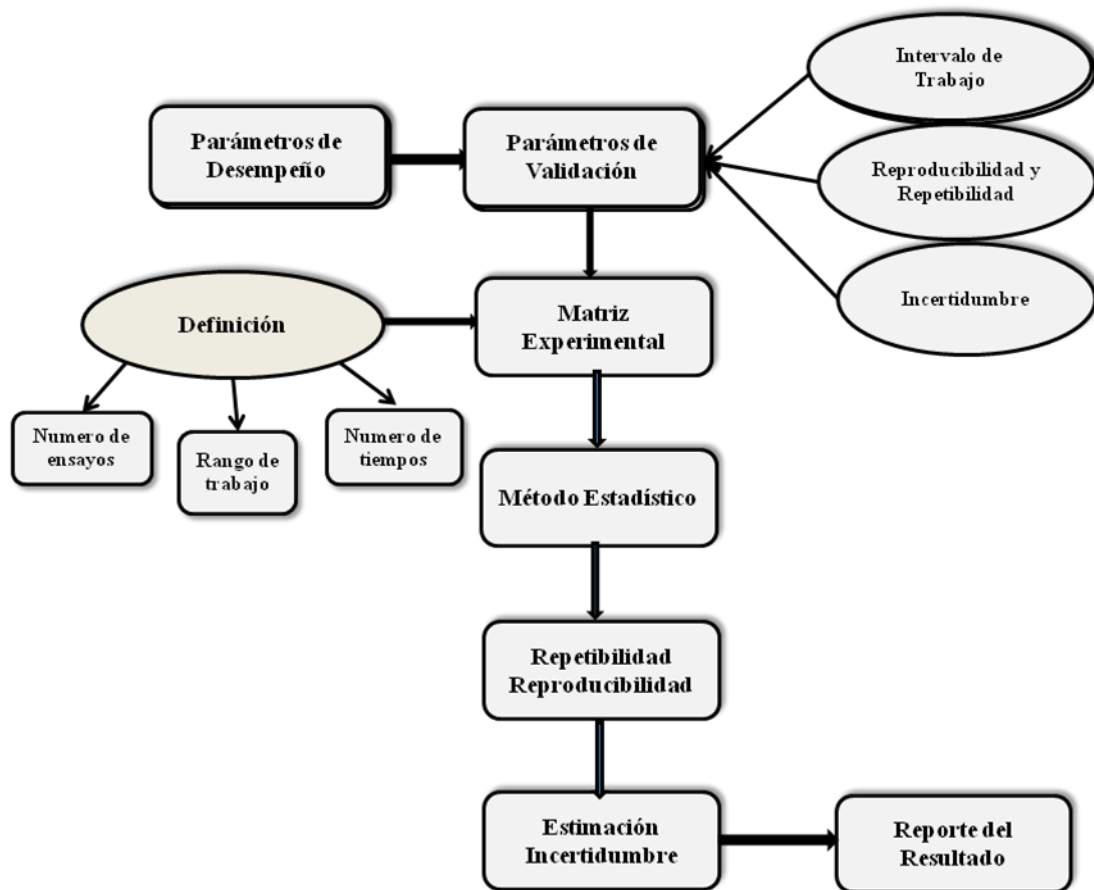 Intervalo de
Trabajo
Parámetros de
Desempeño
Parámetros de
Validación
Reproducibilidad y
Repetibilidad
Incertidumbre
Definición
Matriz
Experimental
Numero de
ensayos
Rango de
trabajo
Numero de
tiempos
Método Estadístico
Repetibilidad
Reproducibilidad
Estimación
Incertidumbre
Reporte del
Resultado